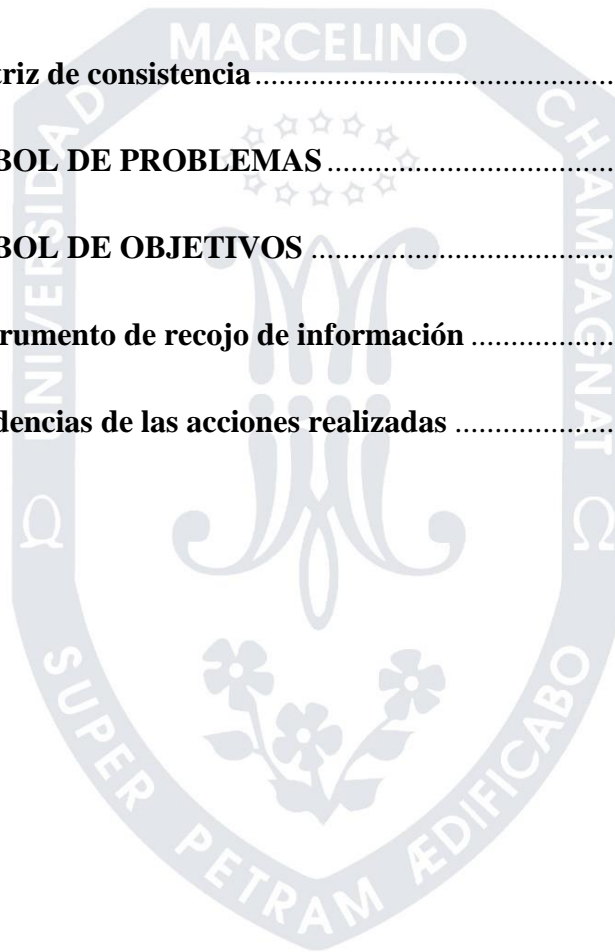 triz de consistencia
BOL DE PROBLEMAS
BOL DE OBJETIVOS
rumento de recojo de información
dencias de las acciones realizadas
UNIVERSIDAD MARCELINO CHAMPAGNAT
SUPER PETRAM ÆDIFICABO